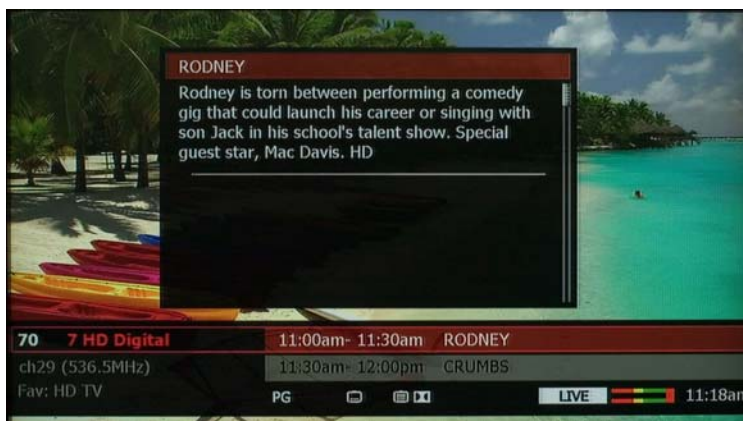 RODNEY
Rodney is torn between performing a comedy
gig that could launch his career or singing with
son Jack in his school's talent show. Special
guest star, Mac Davis. HD
70 7 HD Digital 11:00am- 11:30am RODNEY
ch29 (536.5MHz) 11:30am- 12:00pm CRUMBS
Fav: HD TV PG LIVE 11:18am